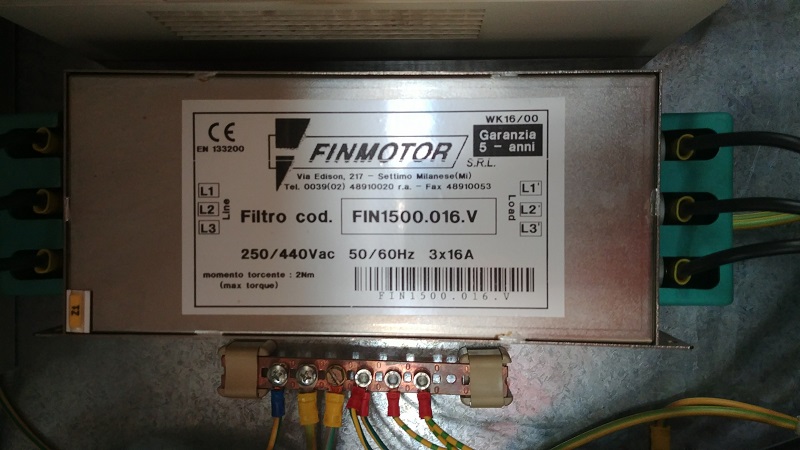 WK16/00
CE
EN 133200
FINMOTOR
S.R.L.
Garanzia
5 - anni
Via Edison, 217 - Settimo Milanese(Mi)
Tel. 0039(02) 48910020 r.a. - Fax 48910053
L1
L2
L3
Line
Filtro cod.
FIN1500.016.V
Load
L1'
L2'
L3'
250/440Vac 50/60Hz 3x16A
momento torcente : 2Nm
(max torque)
FIN1500.016.V
Z1